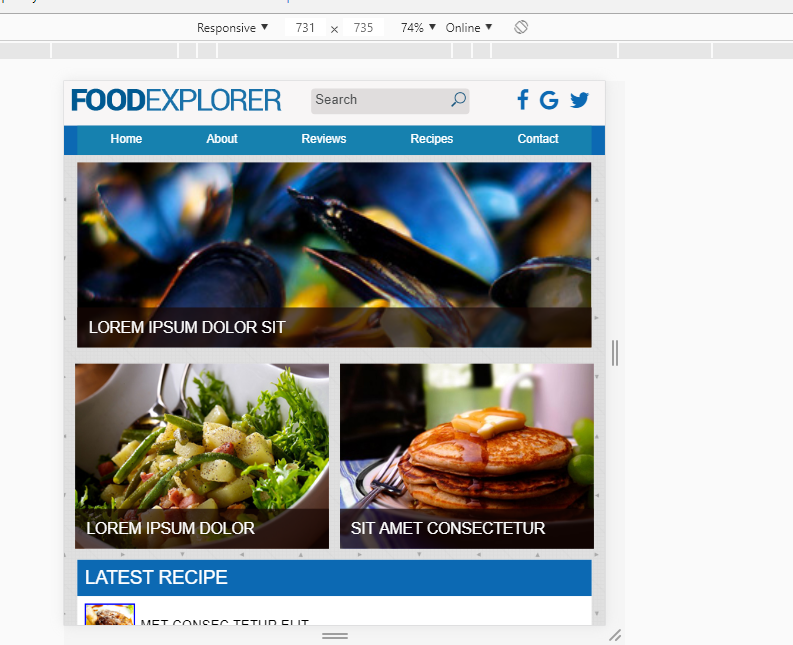 Responsive ▼ 731 × 735 74% ▼ Online ▼
FOODEXPLORER
Search
Home About Reviews Recipes Contact
LOREM IPSUM DOLOR SIT
LOREM IPSUM DOLOR
SIT AMET CONSECTETUR
LATEST RECIPE
MET CONSEC TETUR ELIT